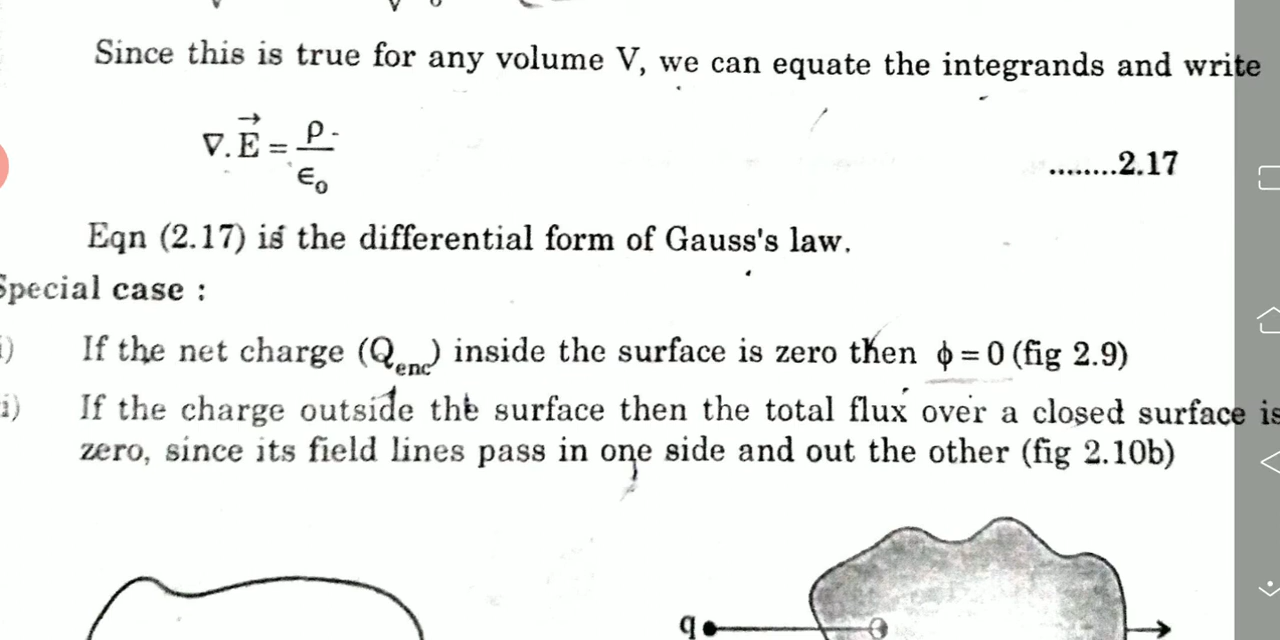 Since this is true for any volume V, we can equate the integrands and write
∇.E⃗ = ρ/ϵ₀ ........2.17
Eqn (2.17) is the differential form of Gauss's law.
Special case :
i) If the net charge (Qenc) inside the surface is zero then ϕ = 0 (fig 2.9)
i) If the charge outside the surface then the total flux over a closed surface is
zero, since its field lines pass in one side and out the other (fig 2.10b)
q